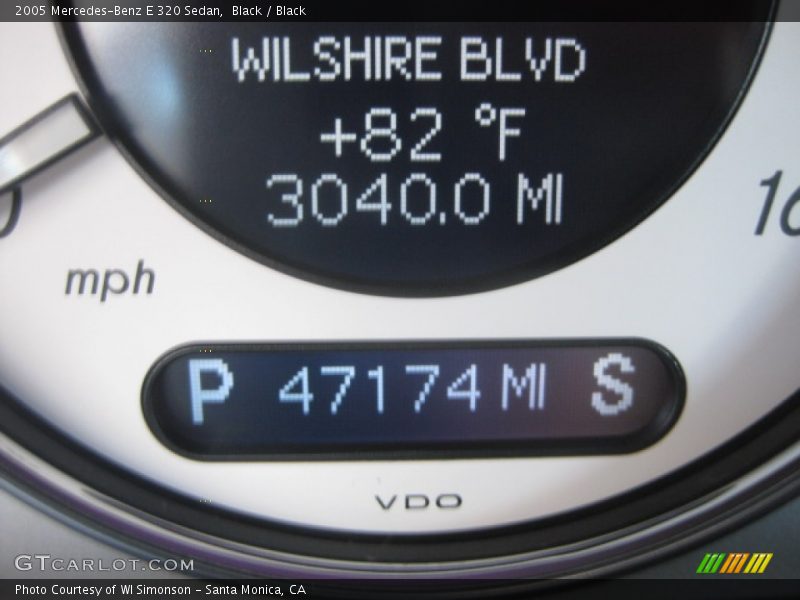 2005 Mercedes-Benz E 320 Sedan, Black / Black
WILSHIRE BLVD
+82 °F
3040.0 MI
mph
P 47174 MI S
VDO
GTCARLOT.COM
Photo Courtesy of WI Simonson - Santa Monica, CA